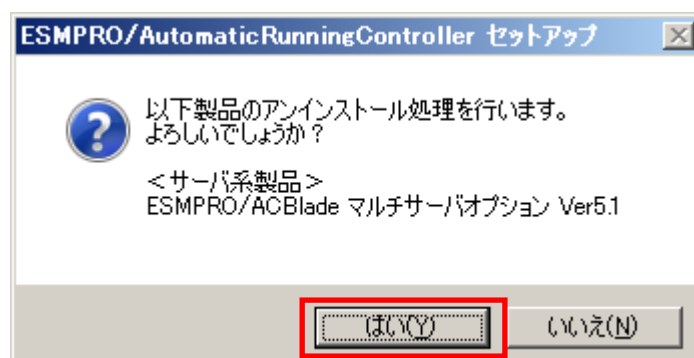 ESMPRO/AutomaticRunningController セットアップ
以下製品のアンインストール処理を行います。
よろしいでしょうか？
＜サーバ系製品＞
ESMPRO/ACBlade マルチサーバオプション Ver5.1
はい(Y)
いいえ(N)